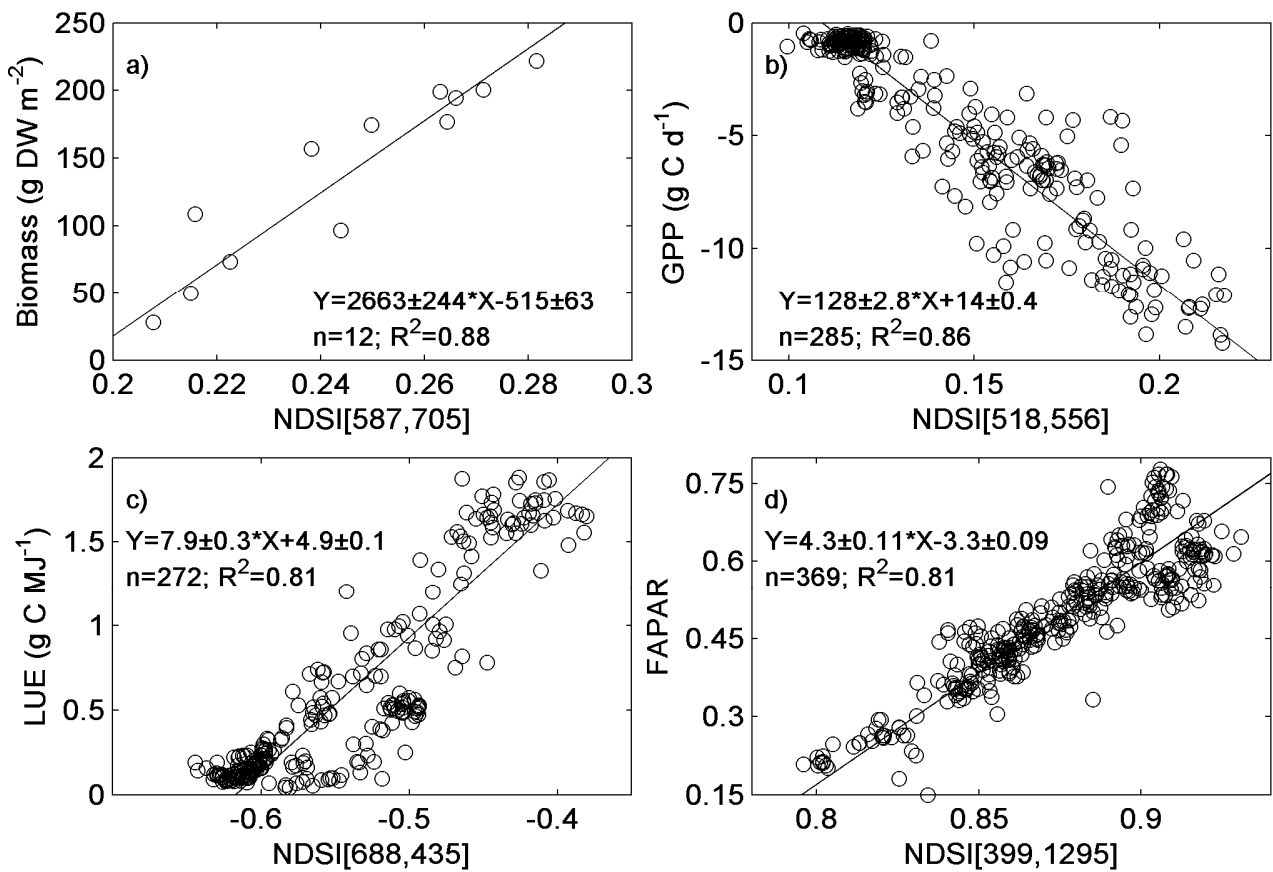 250
200
150
100
50
0
Biomass (g DW m-2)
a)
Y=2663±244*X-515±63
n=12; R2=0.88
0.2 0.22 0.24 0.26 0.28 0.3
NDSI[587,705]
0
-5
-10
-15
GPP (g C d-1)
b)
Y=128±2.8*X+14±0.4
n=285; R2=0.86
0.1 0.15 0.2
NDSI[518,556]
2
1.5
1
0.5
0
LUE (g C MJ-1)
c)
Y=7.9±0.3*X+4.9±0.1
n=272; R2=0.81
-0.6 -0.5 -0.4
NDSI[688,435]
0.75
0.6
0.45
0.3
0.15
FAPAR
d)
Y=4.3±0.11*X-3.3±0.09
n=369; R2=0.81
0.8 0.85 0.9
NDSI[399,1295]